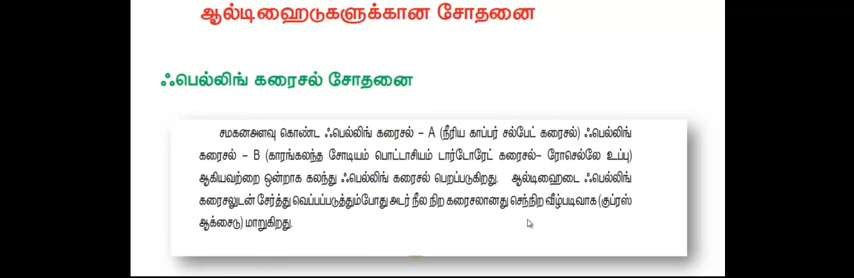 ஆல்டிஹைடுகளுக்கான சோதனை
ஃபெல்லிங் கரைசல் சோதனை
சமகனஅளவு கொண்ட ஃபெல்லிங் கரைசல் – A (நீரிய காப்பர் சல்பேட் கரைசல்) ஃபெல்லிங்
கரைசல் – B (காரங்கலந்த சோடியம் பொட்டாசியம் டார்டோரேட் கரைசல்– ரோசெல்லே உப்பு)
ஆகியவற்றை ஒன்றாக கலந்து ஃபெல்லிங் கரைசல் பெறப்படுகிறது. ஆல்டிஹைடை ஃபெல்லிங்
கரைசலுடன் சேர்த்து வெப்பப்படுத்தும்போது அடர் நீல நிற கரைசலானது செந்நிற வீழ்படிவாக (குப்ரஸ்
ஆக்சைடு) மாறுகிறது.